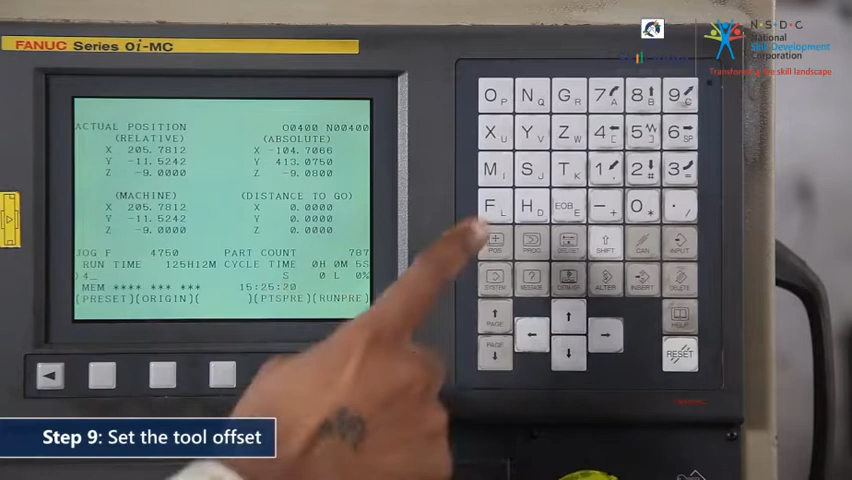 N·S·D·C
National
Skill Development
Corporation
Transforming the skill landscape
FANUC Series 0i-MC
ACTUAL POSITION O0400 N00400
(RELATIVE) (ABSOLUTE)
X 205.7812 X -104.7066
Y -11.5242 Y 413.0750
Z -9.0000 Z -9.0800
(MACHINE) (DISTANCE TO GO)
X 205.7812 X 0.0000
Y -11.5242 Y 0.0000
Z -9.0000 Z 0.0000
JOG F 4750 PART COUNT 787
RUN TIME 125H12M CYCLE TIME 0H 0M 5S
)4_ S 0 L 0%
MEM **** *** *** 15:25:20
(PRESET)(ORIGIN)( )(PTSPRE)(RUNPRE)
O P N Q G R 7 A 8 B 9 C
X U Y V Z W 4 [ 5 ] 6 SP
M I S J T K 1 , 2 # 3 =
F L H D EOB E - + 0 * . /
POS PROG OFFSET SHIFT CAN INPUT
SYSTEM MESSAGE ALTER INSERT DELETE
PAGE HELP
PAGE RESET
Step 9: Set the tool offset